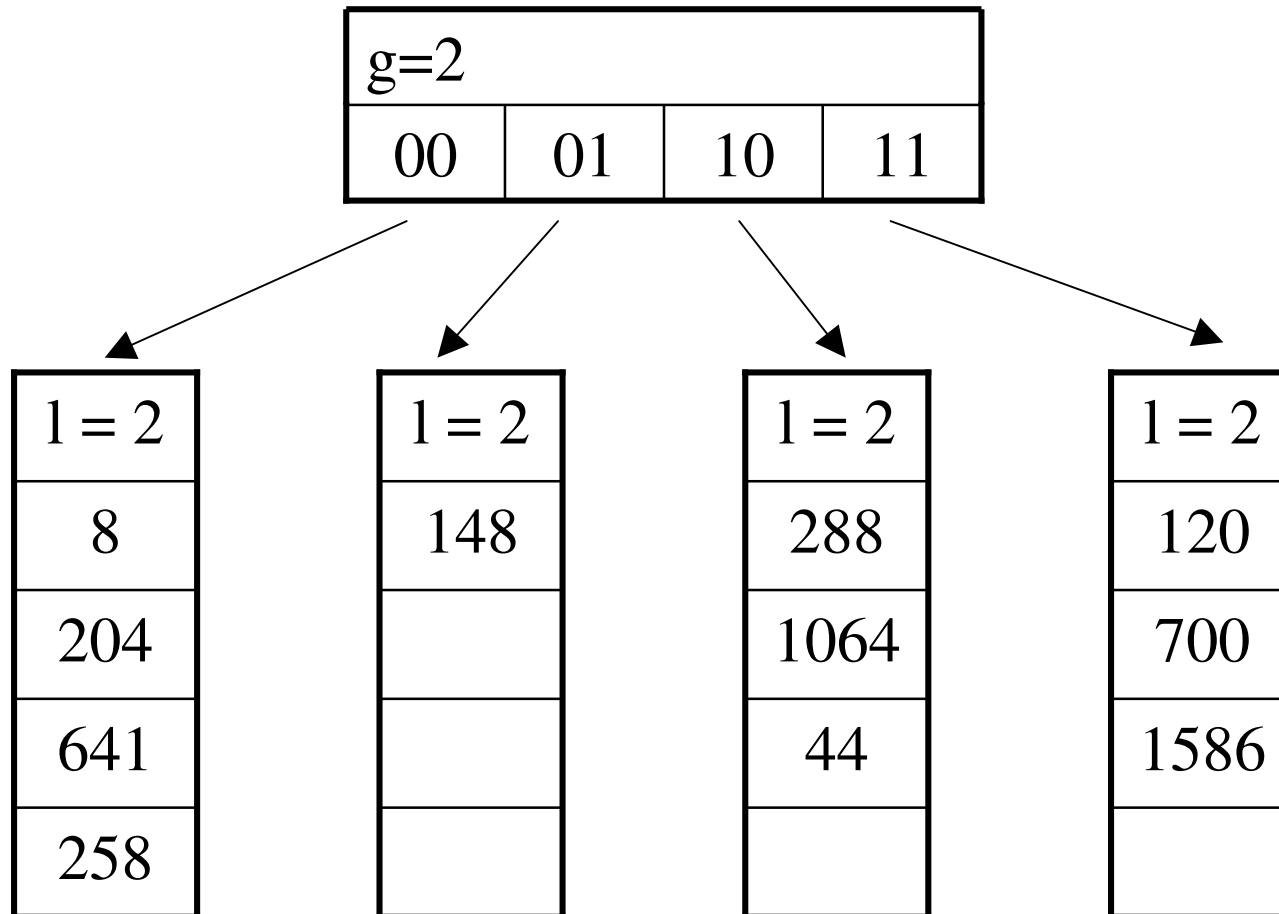 g=2
00 01 10 11
l = 2 l = 2 l = 2 l = 2
8 148 288 120
204 1064 700
641 44 1586
258